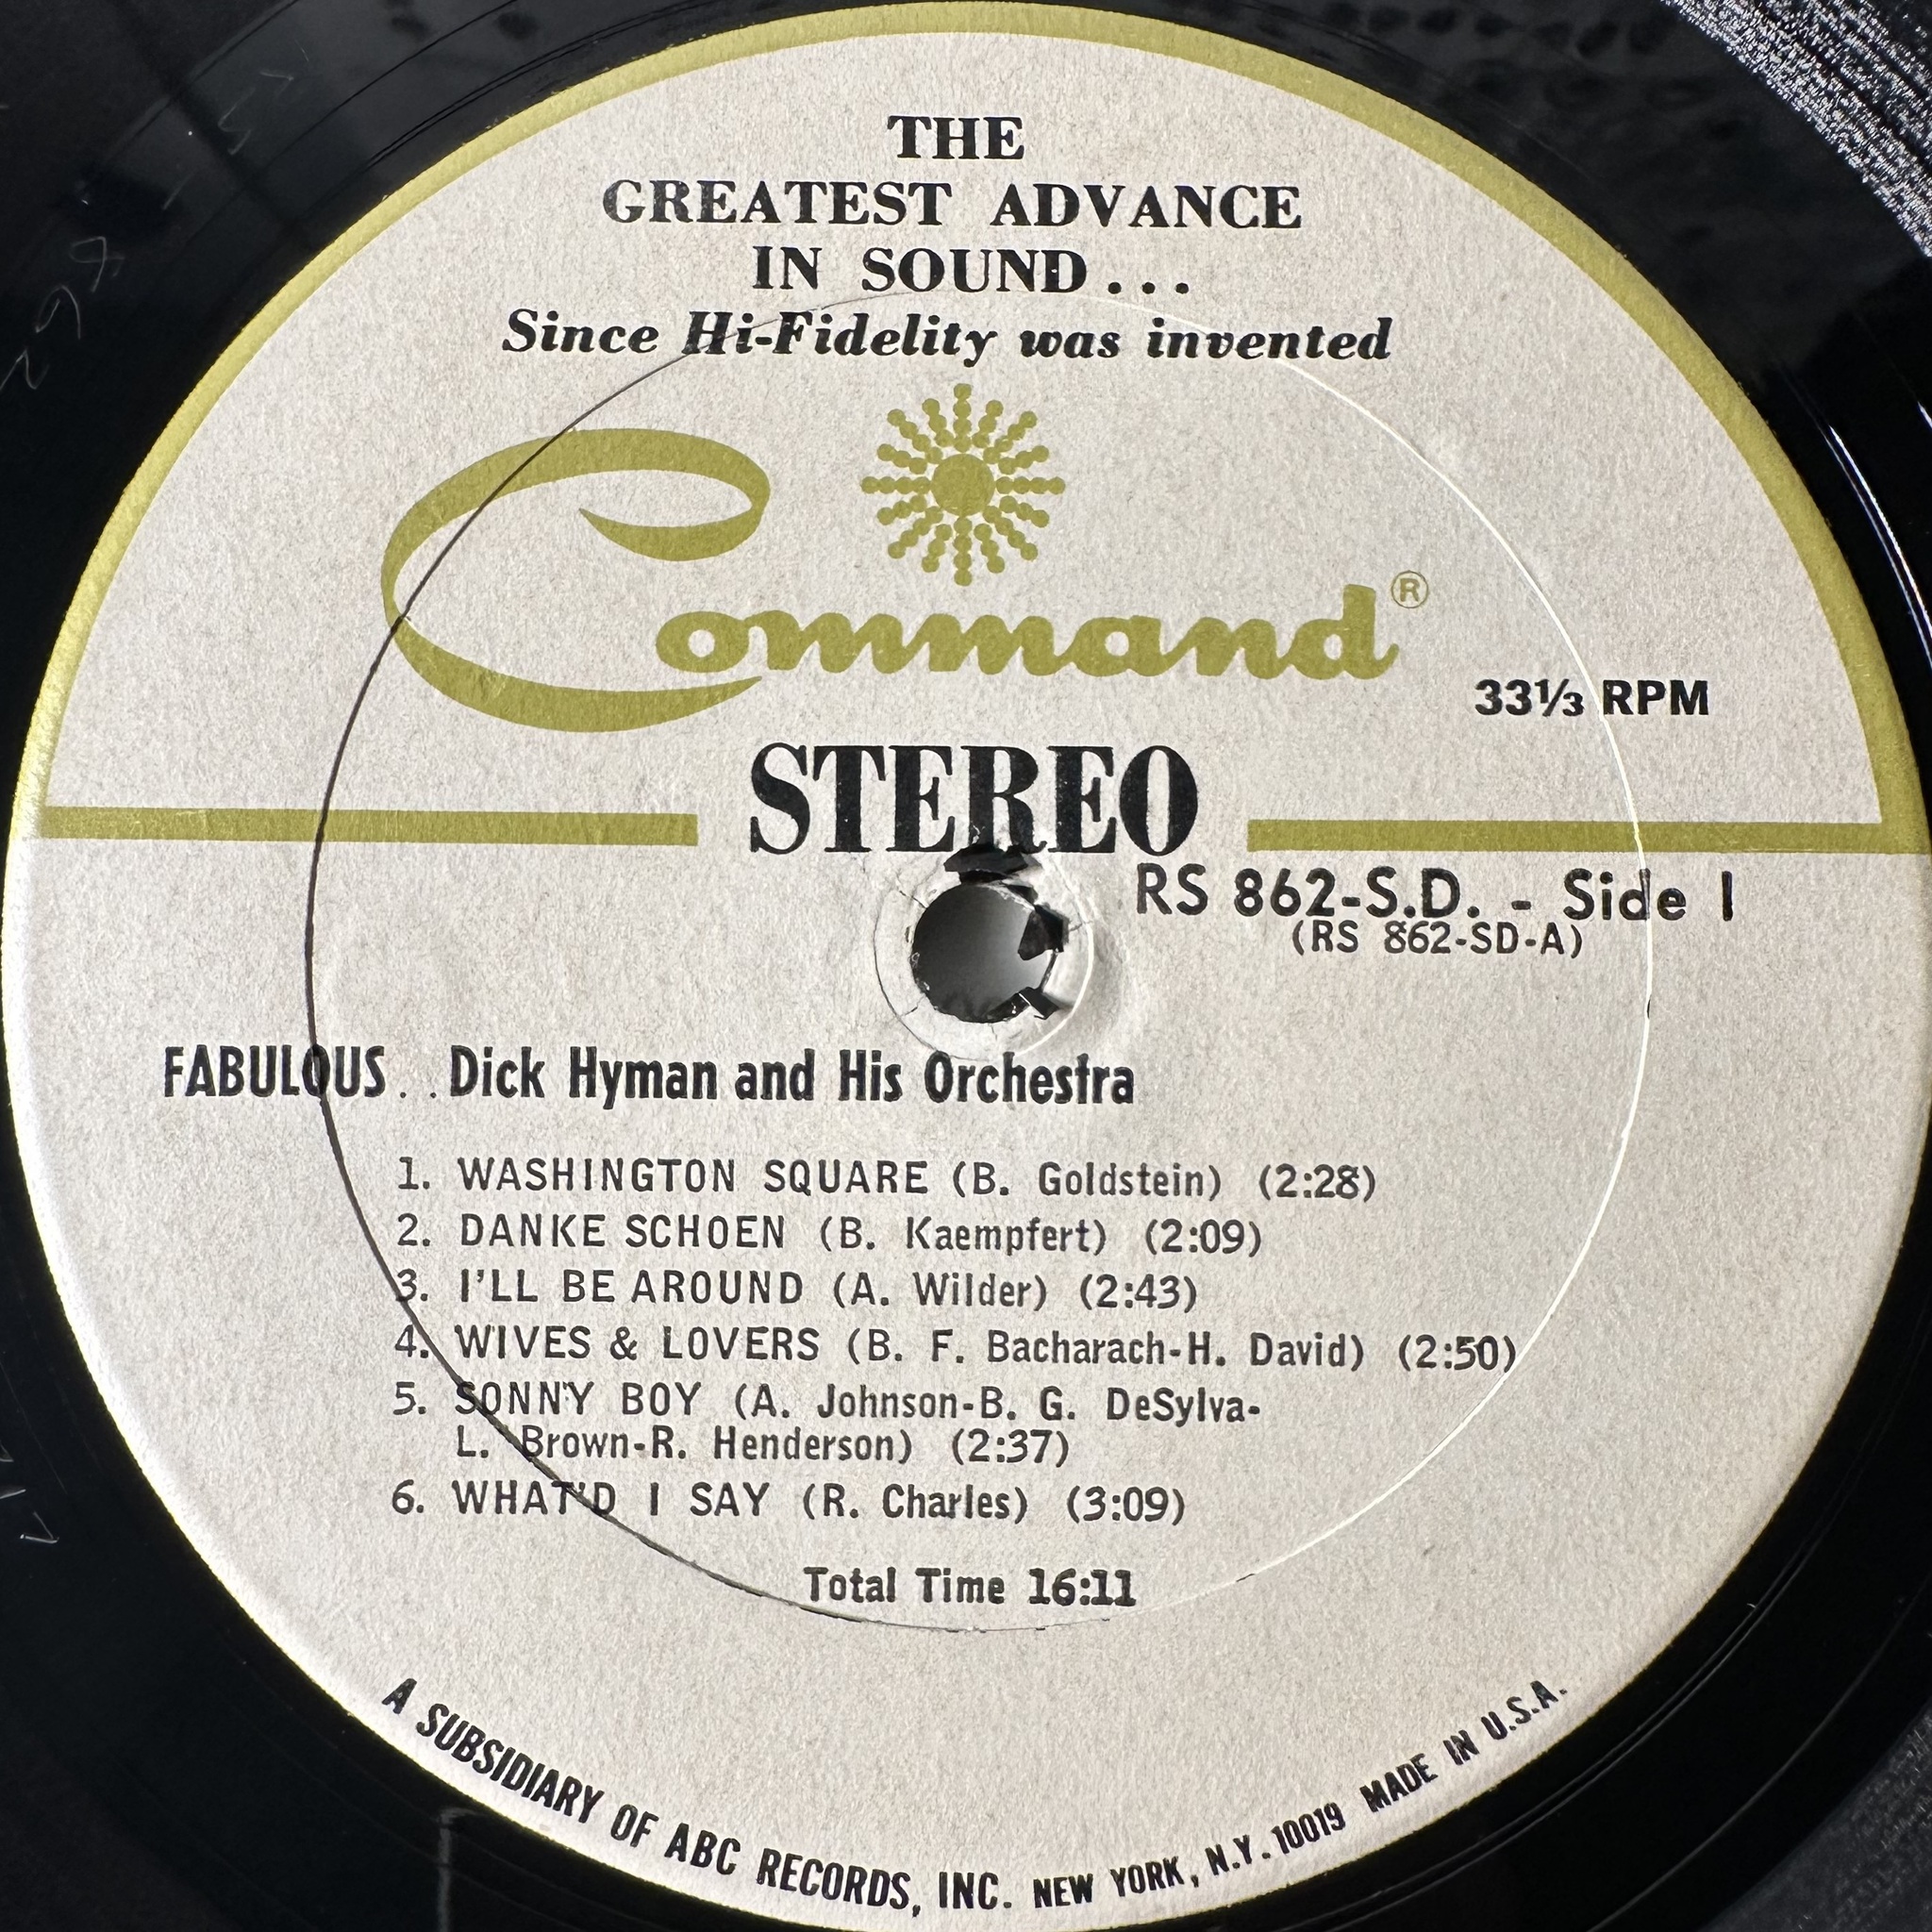 THE
GREATEST ADVANCE
IN SOUND...
Since Hi-Fidelity was invented
Command®
33⅓ RPM
STEREO
RS 862-S.D. - Side 1
(RS 862-SD-A)
FABULOUS.. Dick Hyman and His Orchestra
1. WASHINGTON SQUARE (B. Goldstein) (2:28)
2. DANKE SCHOEN (B. Kaempfert) (2:09)
3. I'LL BE AROUND (A. Wilder) (2:43)
4. WIVES & LOVERS (B. F. Bacharach-H. David) (2:50)
5. SONNY BOY (A. Johnson-B. G. DeSylva-
L. Brown-R. Henderson) (2:37)
6. WHAT'D I SAY (R. Charles) (3:09)
Total Time 16:11
A SUBSIDIARY OF ABC RECORDS, INC. NEW YORK, N.Y. 10019 MADE IN U.S.A.